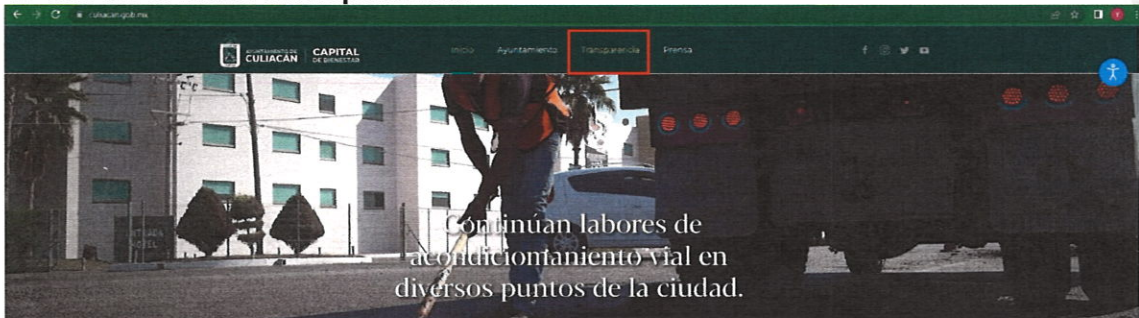 culiacan.gob.mx
AYUNTAMIENTO DE
CULIACÁN
CAPITAL
DE BIENESTAR
Inicio Ayuntamiento Transparencia Prensa
Continúan labores de
acondicionamiento vial en
diversos puntos de la ciudad.